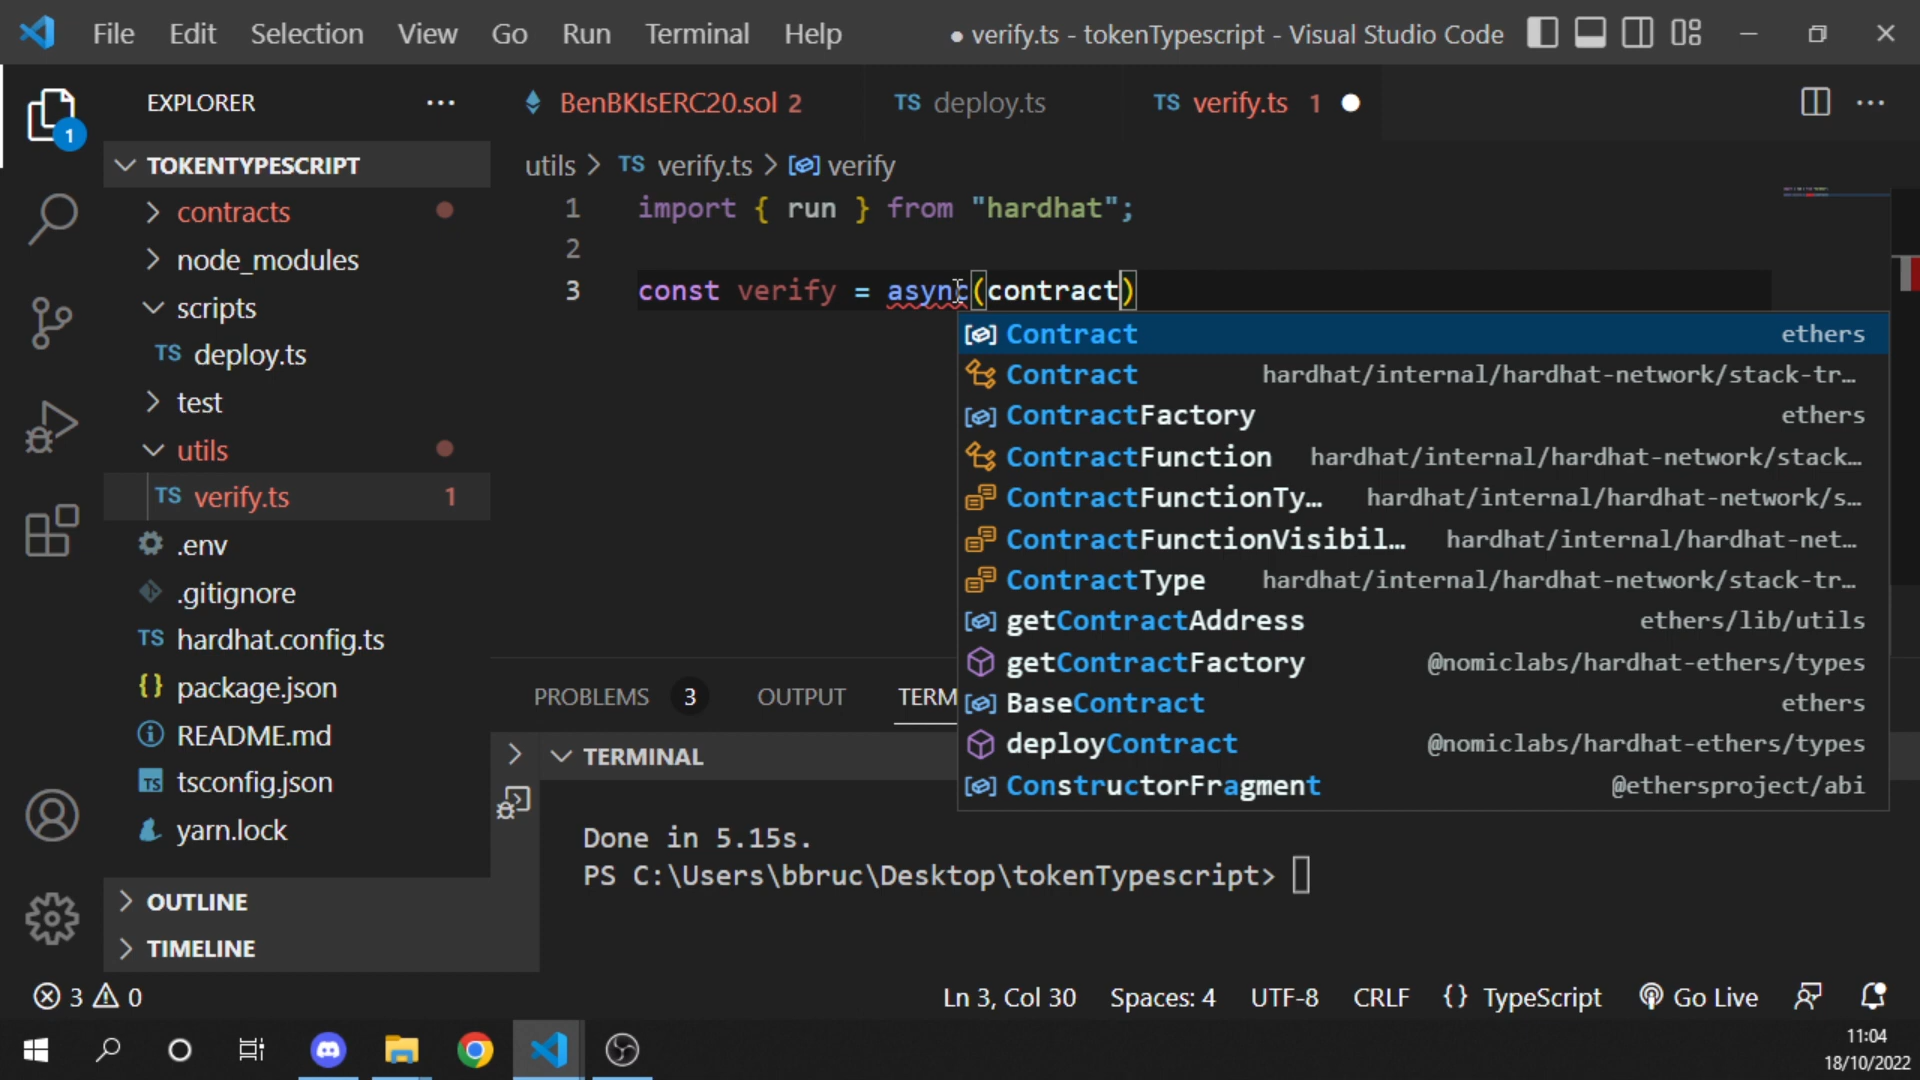 File Edit Selection View Go Run Terminal Help ● verify.ts - tokenTypescript - Visual Studio Code
EXPLORER ···
BenBKIsERC20.sol 2 TS deploy.ts TS verify.ts 1
1
TOKENTYPESCRIPT
utils > TS verify.ts > verify
contracts
node_modules
scripts
TS deploy.ts
test
utils
TS verify.ts 1
.env
.gitignore
TS hardhat.config.ts
{} package.json
README.md
TS tsconfig.json
yarn.lock
OUTLINE
TIMELINE
1 import { run } from "hardhat";
2
3 const verify = async(contract)
Contract ethers
Contract hardhat/internal/hardhat-network/stack-tr…
ContractFactory ethers
ContractFunction hardhat/internal/hardhat-network/stack…
ContractFunctionTy… hardhat/internal/hardhat-network/s…
ContractFunctionVisibil… hardhat/internal/hardhat-net…
ContractType hardhat/internal/hardhat-network/stack-tr…
getContractAddress ethers/lib/utils
getContractFactory @nomiclabs/hardhat-ethers/types
BaseContract ethers
deployContract @nomiclabs/hardhat-ethers/types
ConstructorFragment @ethersproject/abi
PROBLEMS 3 OUTPUT TERM
TERMINAL
Done in 5.15s.
PS C:\Users\bbruc\Desktop\tokenTypescript>
3 0 Ln 3, Col 30 Spaces: 4 UTF-8 CRLF {} TypeScript Go Live
11:04
18/10/2022